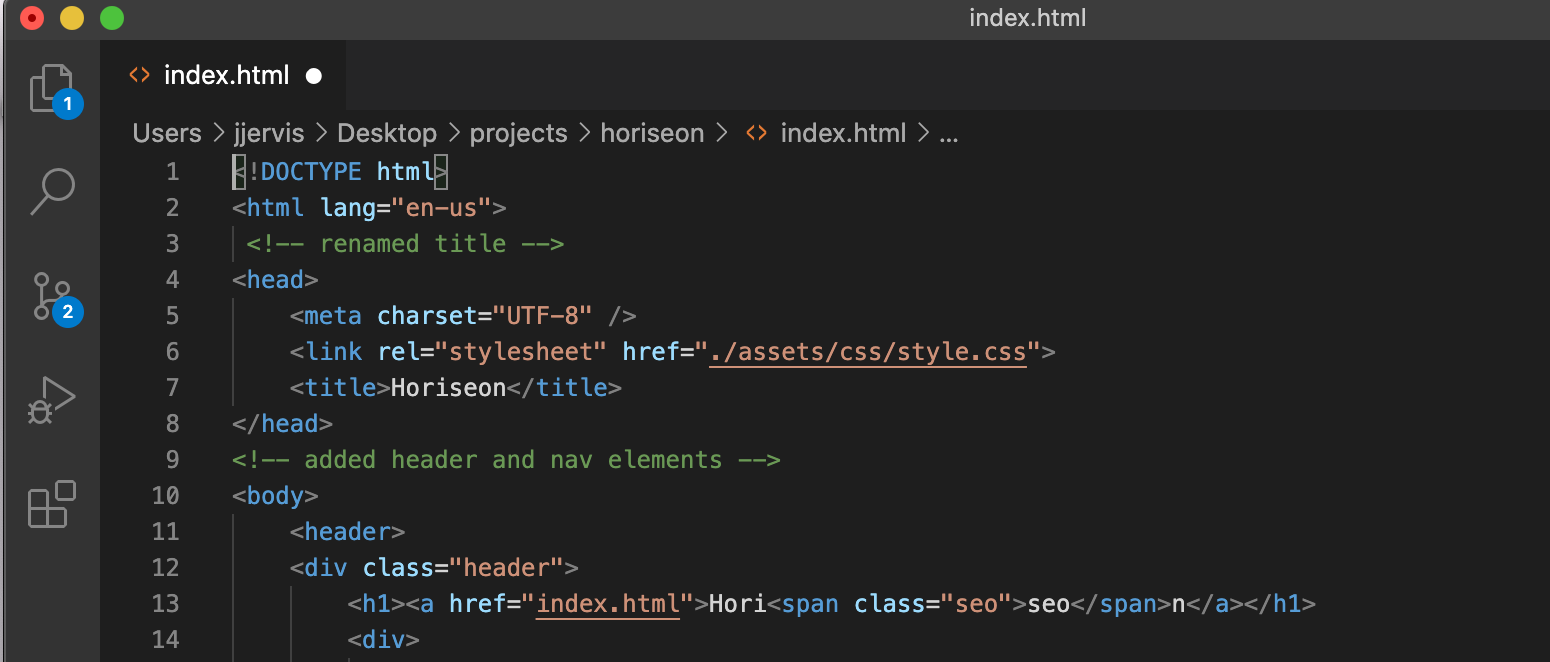 index.html
index.html
1
Users > jjervis > Desktop > projects > horiseon > <> index.html > ...
1 <!DOCTYPE html>
2 <html lang="en-us">
3 <!-- renamed title -->
4 <head>
5 <meta charset="UTF-8" />
6 <link rel="stylesheet" href="./assets/css/style.css">
7 <title>Horiseon</title>
8 </head>
2
9 <!-- added header and nav elements -->
10 <body>
11 <header>
12 <div class="header">
13 <h1><a href="index.html">Hori<span class="seo">seo</span>n</a></h1>
14 <div>